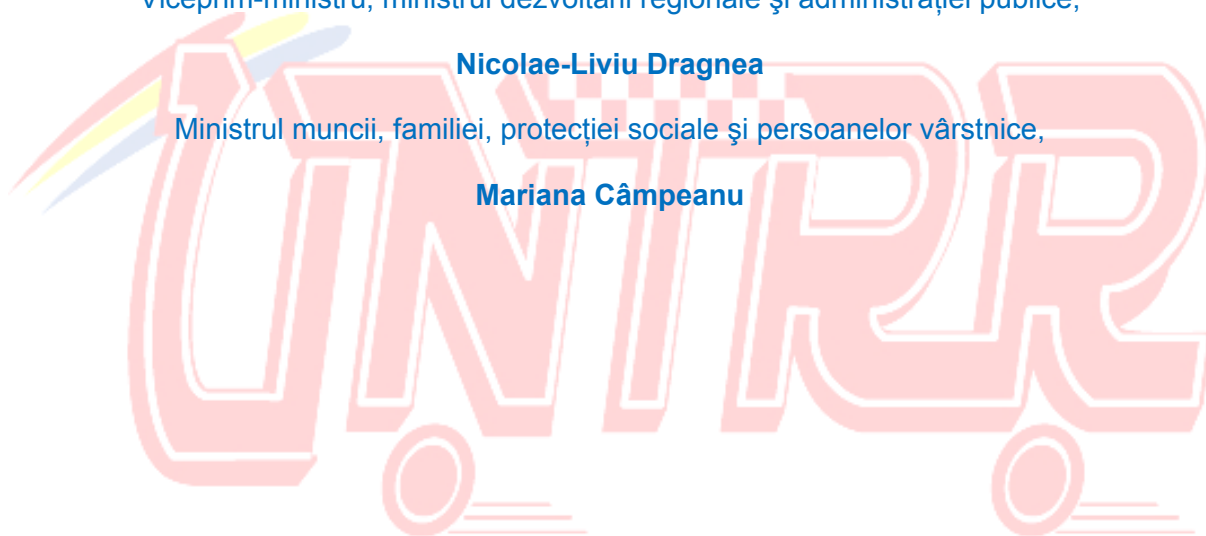 Viceprim-ministru, ministrul dezvoltării regionale şi administraţiei publice,
Nicolae-Liviu Dragnea
Ministrul muncii, familiei, protecţiei sociale şi persoanelor vârstnice,
Mariana Câmpeanu
UNTRR